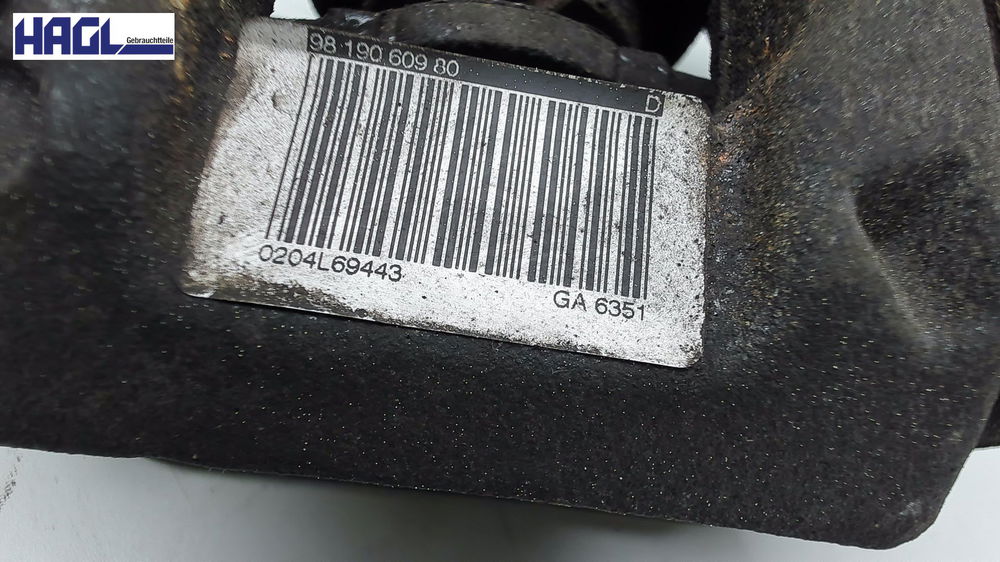 HAGL Gebrauchtteile
98 190 609 80
D
0204L69443
GA 6351